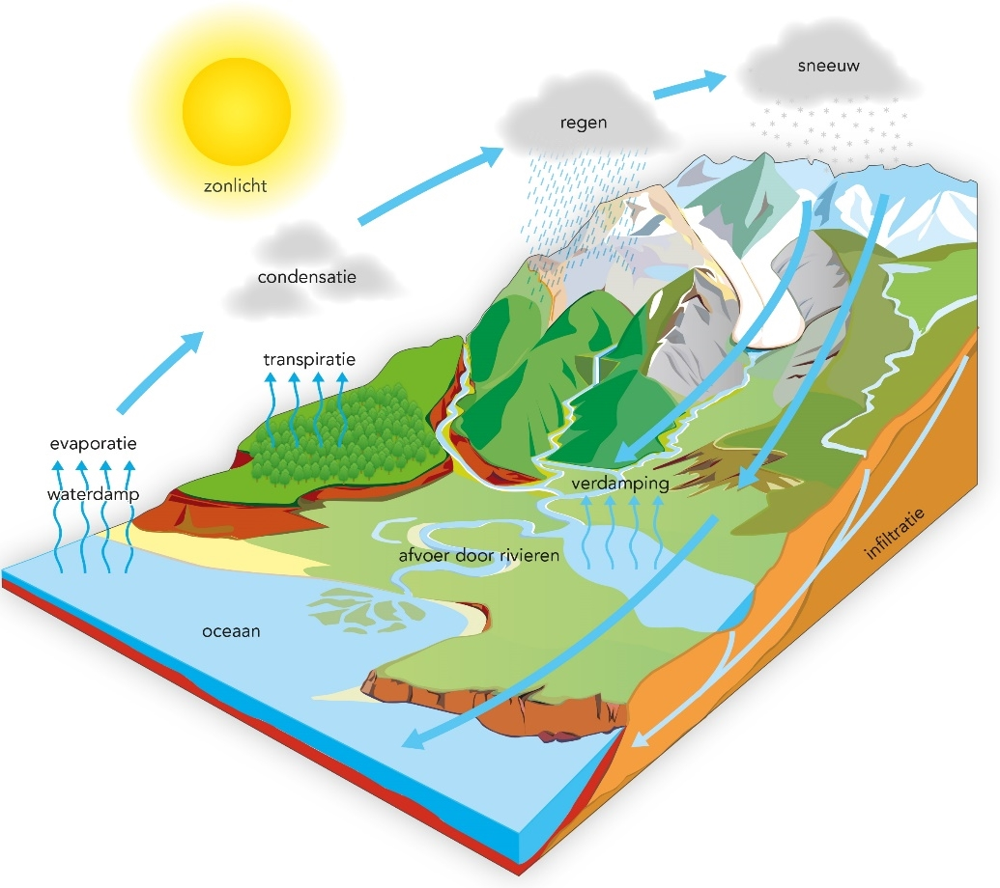 sneeuw
regen
zonlicht
condensatie
transpiratie
evaporatie
waterdamp
verdamping
infiltratie
afvoer door rivieren
oceaan